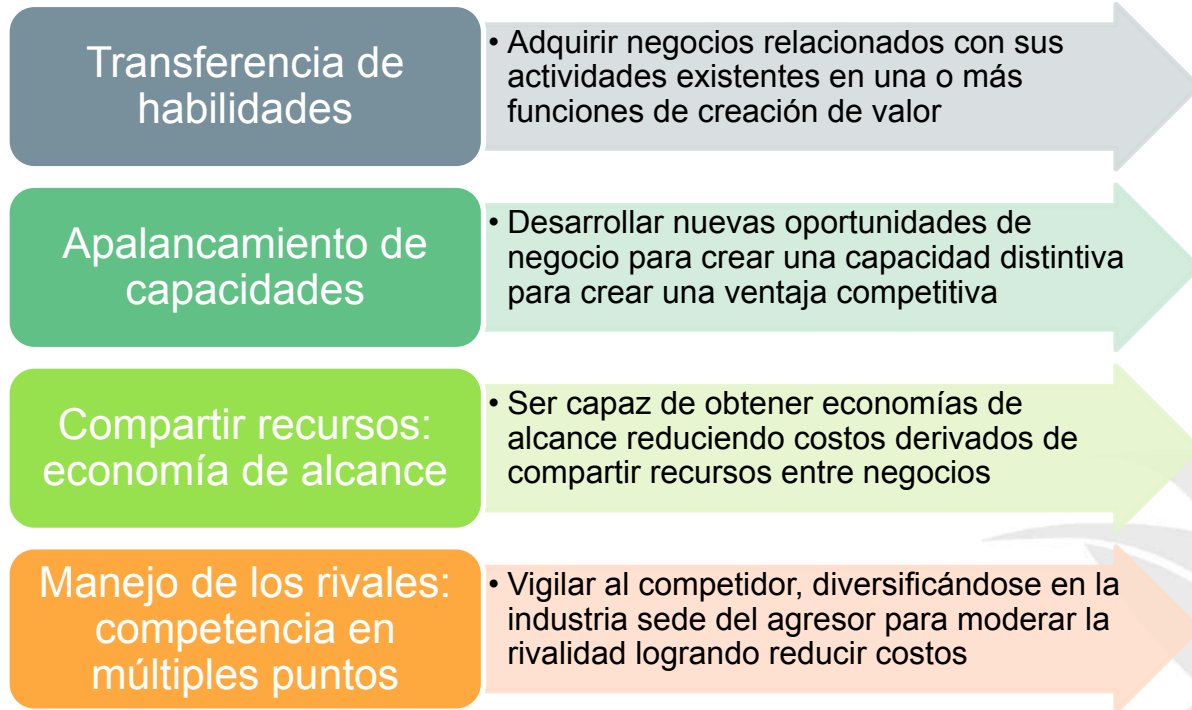 Transferencia de
habilidades
• Adquirir negocios relacionados con sus
actividades existentes en una o más
funciones de creación de valor
Apalancamiento de
capacidades
• Desarrollar nuevas oportunidades de
negocio para crear una capacidad distintiva
para crear una ventaja competitiva
Compartir recursos:
economía de alcance
• Ser capaz de obtener economías de
alcance reduciendo costos derivados de
compartir recursos entre negocios
Manejo de los rivales:
competencia en
múltiples puntos
• Vigilar al competidor, diversificándose en la
industria sede del agresor para moderar la
rivalidad logrando reducir costos